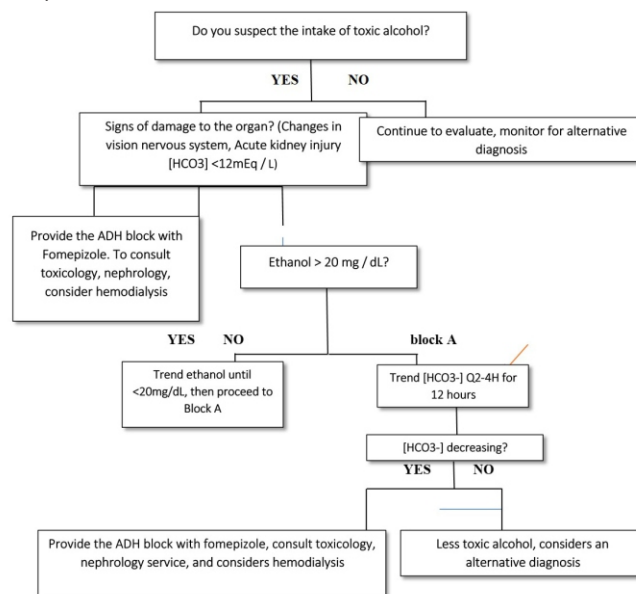 Do you suspect the intake of toxic alcohol?
YES NO
Signs of damage to the organ? (Changes in
vision nervous system, Acute kidney injury
[HCO3] <12mEq / L)
Continue to evaluate, monitor for alternative
diagnosis
Provide the ADH block with
Fomepizole. To consult
toxicology, nephrology,
consider hemodialysis
Ethanol > 20 mg / dL?
YES NO
block A
Trend ethanol until
<20mg/dL, then proceed to
Block A
Trend [HCO3-] Q2-4H for
12 hours
[HCO3-] decreasing?
YES NO
Provide the ADH block with fomepizole, consult toxicology,
nephrology service, and considers hemodialysis
Less toxic alcohol, considers an
alternative diagnosis